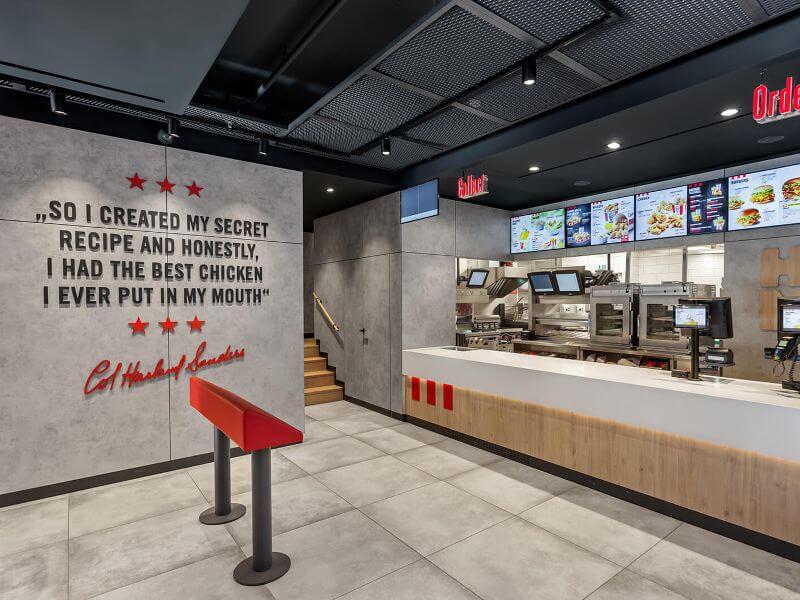 „SO I CREATED MY SECRET
RECIPE AND HONESTLY,
I HAD THE BEST CHICKEN
I EVER PUT IN MY MOUTH“
Col Harland Sanders
Collect
Order
BURGERS